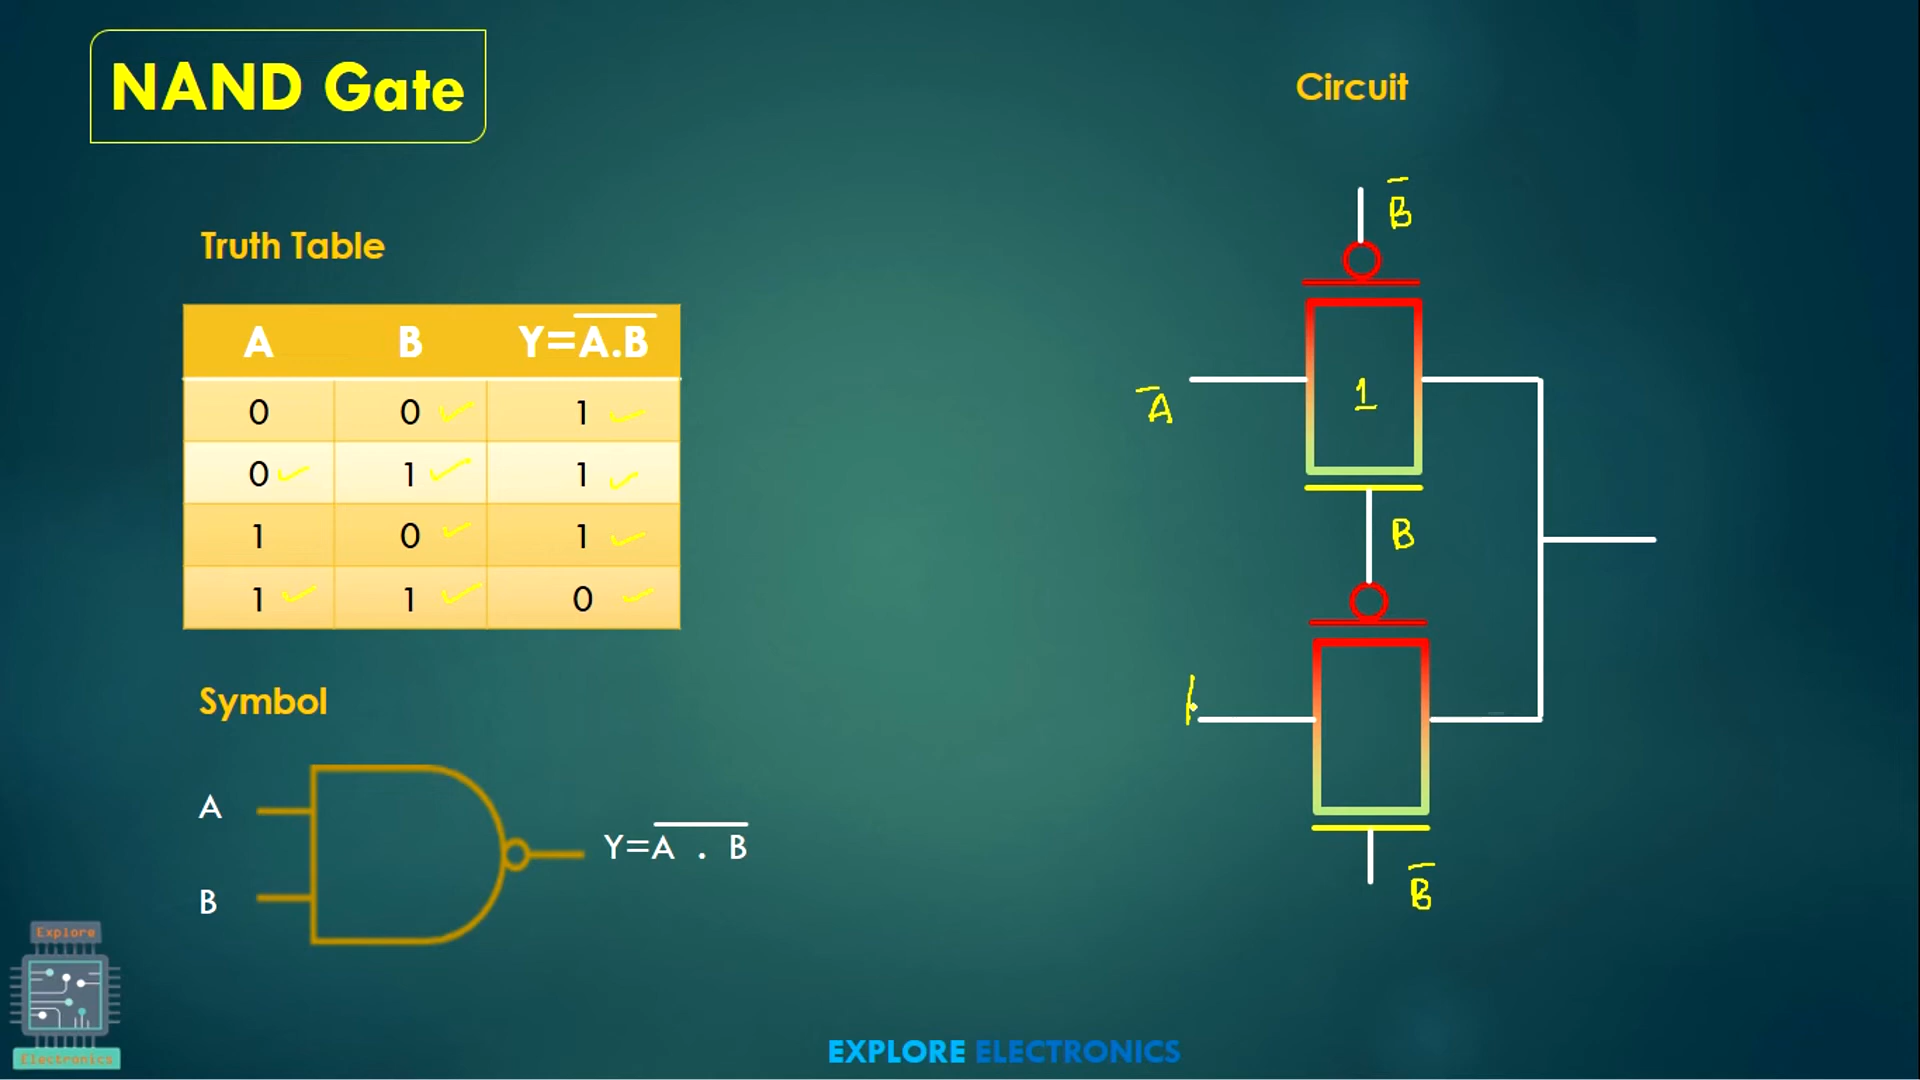 NAND Gate
Truth Table
A B Y=A̅.̅B̅
0 0 1
0 1 1
1 0 1
1 1 0
Symbol
A
B
Y=A̅ ̅.̅ ̅B̅
Circuit
B̅
A̅
1
B
B̅
Explore
Electronics
EXPLORE ELECTRONICS